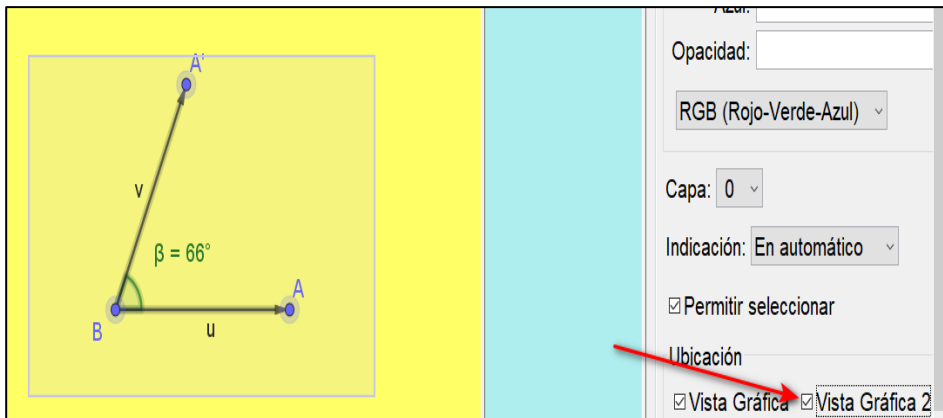 A'
v
β = 66°
B
u
A
Azul:
Opacidad:
RGB (Rojo-Verde-Azul)
Capa: 0
Indicación: En automático
Permitir seleccionar
Ubicación
Vista Gráfica Vista Gráfica 2